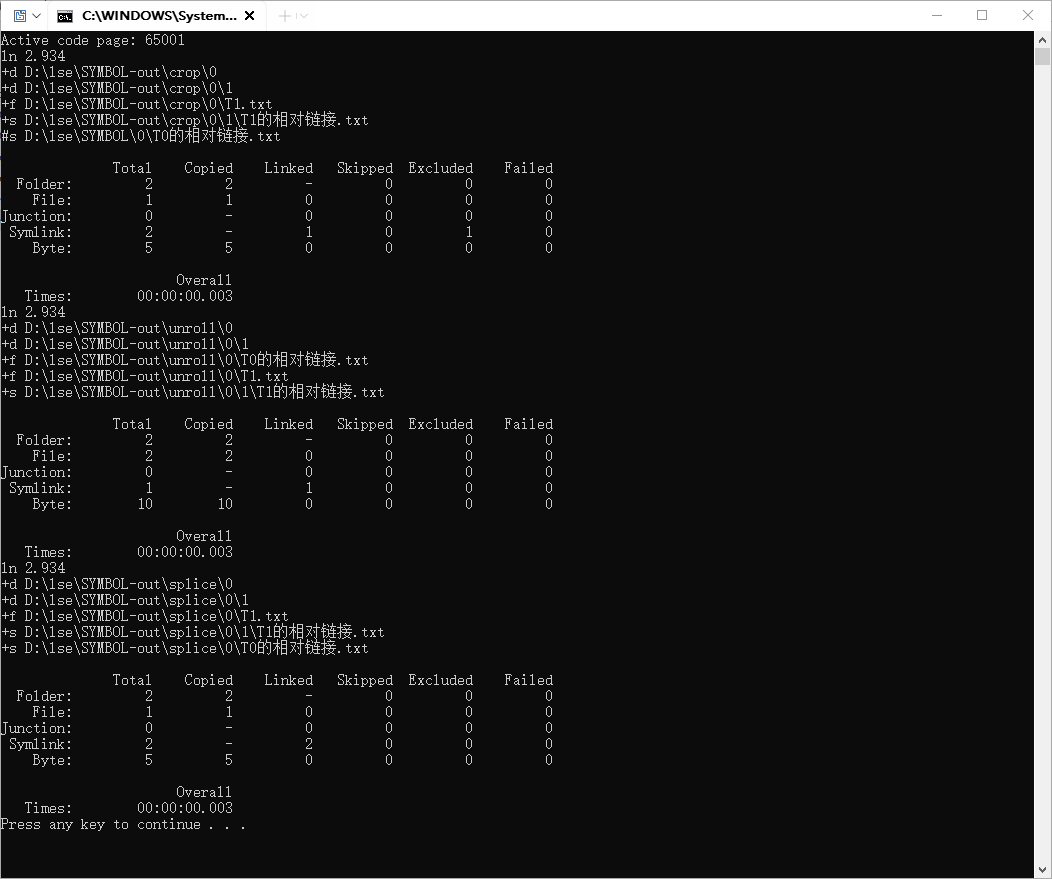 C:\WINDOWS\System...
Active code page: 65001
ln 2.934
+d D:\lse\SYMBOL-out\crop\0
+d D:\lse\SYMBOL-out\crop\0\1
+f D:\lse\SYMBOL-out\crop\0\T1.txt
+s D:\lse\SYMBOL-out\crop\0\1\T1的相对链接.txt
#s D:\lse\SYMBOL\0\T0的相对链接.txt
Total Copied Linked Skipped Excluded Failed
Folder: 2 2 - 0 0 0
File: 1 1 0 0 0 0
Junction: 0 - 0 0 0 0
Symlink: 2 - 1 0 1 0
Byte: 5 5 0 0 0 0
Overall
Times: 00:00:00.003
ln 2.934
+d D:\lse\SYMBOL-out\unroll\0
+d D:\lse\SYMBOL-out\unroll\0\1
+f D:\lse\SYMBOL-out\unroll\0\T0的相对链接.txt
+f D:\lse\SYMBOL-out\unroll\0\T1.txt
+s D:\lse\SYMBOL-out\unroll\0\1\T1的相对链接.txt
Total Copied Linked Skipped Excluded Failed
Folder: 2 2 - 0 0 0
File: 2 2 0 0 0 0
Junction: 0 - 0 0 0 0
Symlink: 1 - 1 0 0 0
Byte: 10 10 0 0 0 0
Overall
Times: 00:00:00.003
ln 2.934
+d D:\lse\SYMBOL-out\splice\0
+d D:\lse\SYMBOL-out\splice\0\1
+f D:\lse\SYMBOL-out\splice\0\T1.txt
+s D:\lse\SYMBOL-out\splice\0\1\T1的相对链接.txt
+s D:\lse\SYMBOL-out\splice\0\T0的相对链接.txt
Total Copied Linked Skipped Excluded Failed
Folder: 2 2 - 0 0 0
File: 1 1 0 0 0 0
Junction: 0 - 0 0 0 0
Symlink: 2 - 2 0 0 0
Byte: 5 5 0 0 0 0
Overall
Times: 00:00:00.003
Press any key to continue . . .